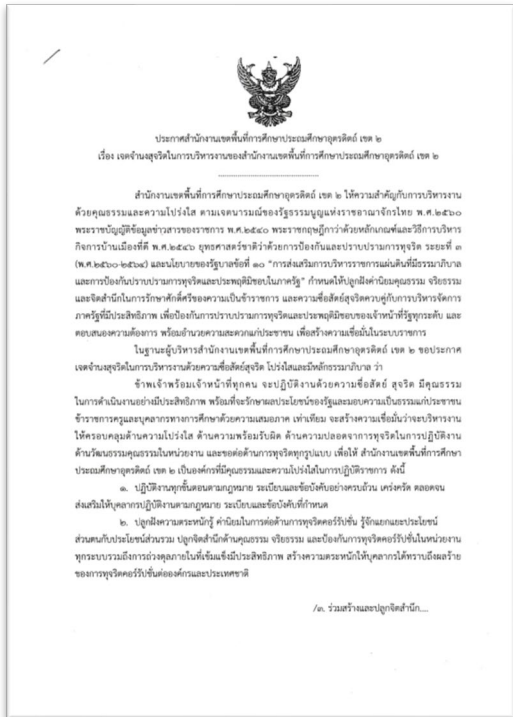 ประกาศสำนักงานเขตพื้นที่การศึกษาประถมศึกษาอุตรดิตถ์ เขต ๒
เรื่อง เจตจำนงสุจริตในการบริหารงานของสำนักงานเขตพื้นที่การศึกษาประถมศึกษาอุตรดิตถ์ เขต ๒
สำนักงานเขตพื้นที่การศึกษาประถมศึกษาอุตรดิตถ์ เขต ๒ ให้ความสำคัญกับการบริหารงาน
ด้วยคุณธรรมและความโปร่งใส ตามเจตนารมณ์ของรัฐธรรมนูญแห่งราชอาณาจักรไทย พ.ศ.๒๕๖๐
พระราชบัญญัติข้อมูลข่าวสารของราชการ พ.ศ.๒๕๔๐ พระราชกฤษฎีกาว่าด้วยหลักเกณฑ์และวิธีการบริหาร
กิจการบ้านเมืองที่ดี พ.ศ.๒๕๔๖ ยุทธศาสตร์ชาติว่าด้วยการป้องกันและปราบปรามการทุจริต ระยะที่ ๓
(พ.ศ.๒๕๖๐-๒๕๖๔) และนโยบายของรัฐบาลข้อที่ ๑๐ "การส่งเสริมการบริหารราชการแผ่นดินที่มีธรรมาภิบาล
และการป้องกันปราบปรามการทุจริตและประพฤติมิชอบในภาครัฐ" กำหนดให้ปลูกฝังค่านิยมคุณธรรม จริยธรรม
และจิตสำนึกในการรักษาศักดิ์ศรีของความเป็นข้าราชการ และความซื่อสัตย์สุจริตควบคู่กับการบริหารจัดการ
ภาครัฐที่มีประสิทธิภาพ เพื่อป้องกันการปราบปรามการทุจริตและประพฤติมิชอบของเจ้าหน้าที่รัฐทุกระดับ และ
ตอบสนองความต้องการ พร้อมอำนวยความสะดวกแก่ประชาชน เพื่อสร้างความเชื่อมั่นในระบบราชการ
ในฐานะผู้บริหารสำนักงานเขตพื้นที่การศึกษาประถมศึกษาอุตรดิตถ์ เขต ๒ ขอประกาศ
เจตจำนงสุจริตในการบริหารงานด้วยความซื่อสัตย์สุจริต โปร่งใสและมีหลักธรรมาภิบาล ว่า
ข้าพเจ้าพร้อมเจ้าหน้าที่ทุกคน จะปฏิบัติงานด้วยความซื่อสัตย์ สุจริต มีคุณธรรม
ในการดำเนินงานอย่างมีประสิทธิภาพ พร้อมที่จะรักษาผลประโยชน์ของรัฐและมอบความเป็นธรรมแก่ประชาชน
ข้าราชการครูและบุคลากรทางการศึกษาด้วยความเสมอภาค เท่าเทียม จะสร้างความเชื่อมั่นว่าจะบริหารงาน
ให้ครอบคลุมด้านความโปร่งใส ด้านความพร้อมรับผิด ด้านความปลอดจากการทุจริตในการปฏิบัติงาน
ด้านวัฒนธรรมคุณธรรมในหน่วยงาน และขอต่อต้านการทุจริตทุกรูปแบบ เพื่อให้ สำนักงานเขตพื้นที่การศึกษา
ประถมศึกษาอุตรดิตถ์ เขต ๒ เป็นองค์กรที่มีคุณธรรมและความโปร่งใสในการปฏิบัติราชการ ดังนี้
๑. ปฏิบัติงานทุกขั้นตอนตามกฎหมาย ระเบียบและข้อบังคับอย่างครบถ้วน เคร่งครัด ตลอดจน
ส่งเสริมให้บุคลากรปฏิบัติงานตามกฎหมาย ระเบียบและข้อบังคับที่กำหนด
๒. ปลูกฝังความตระหนักรู้ ค่านิยมในการต่อต้านการทุจริตคอร์รัปชั่น รู้จักแยกแยะประโยชน์
ส่วนตนกับประโยชน์ส่วนรวม ปลูกจิตสำนึกด้านคุณธรรม จริยธรรม และป้องกันการทุจริตคอร์รัปชั่นในหน่วยงาน
ทุกระบบรวมถึงการถ่วงดุลภายในที่เข้มแข็งมีประสิทธิภาพ สร้างความตระหนักให้บุคลากรได้ทราบถึงผลร้าย
ของการทุจริตคอร์รัปชั่นต่อองค์กรและประเทศชาติ
/๓. ร่วมสร้างและปลูกจิตสำนึก....